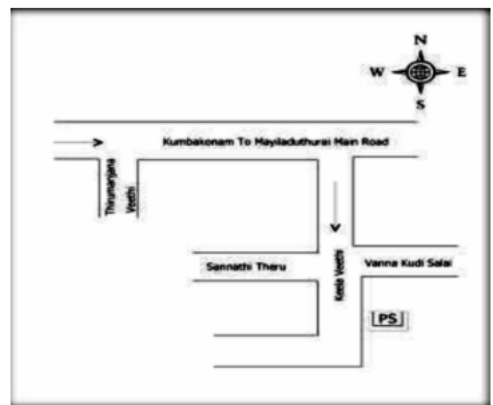 N
W E
S
Kumbakonam To Mayiladuthurai Main Road
Thirumanjana
Veethi
Sannathi Theru
Keela Veethi
Vanna Kudi Salai
PS